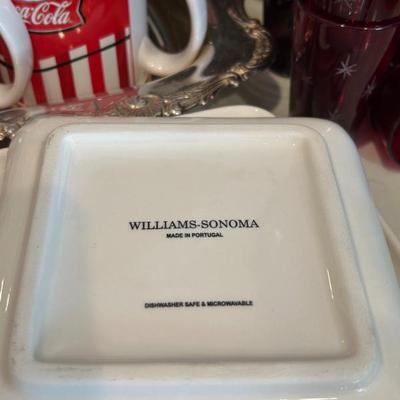 Coca-Cola
WILLIAMS-SONOMA
MADE IN PORTUGAL
DISHWASHER SAFE & MICROWAVABLE